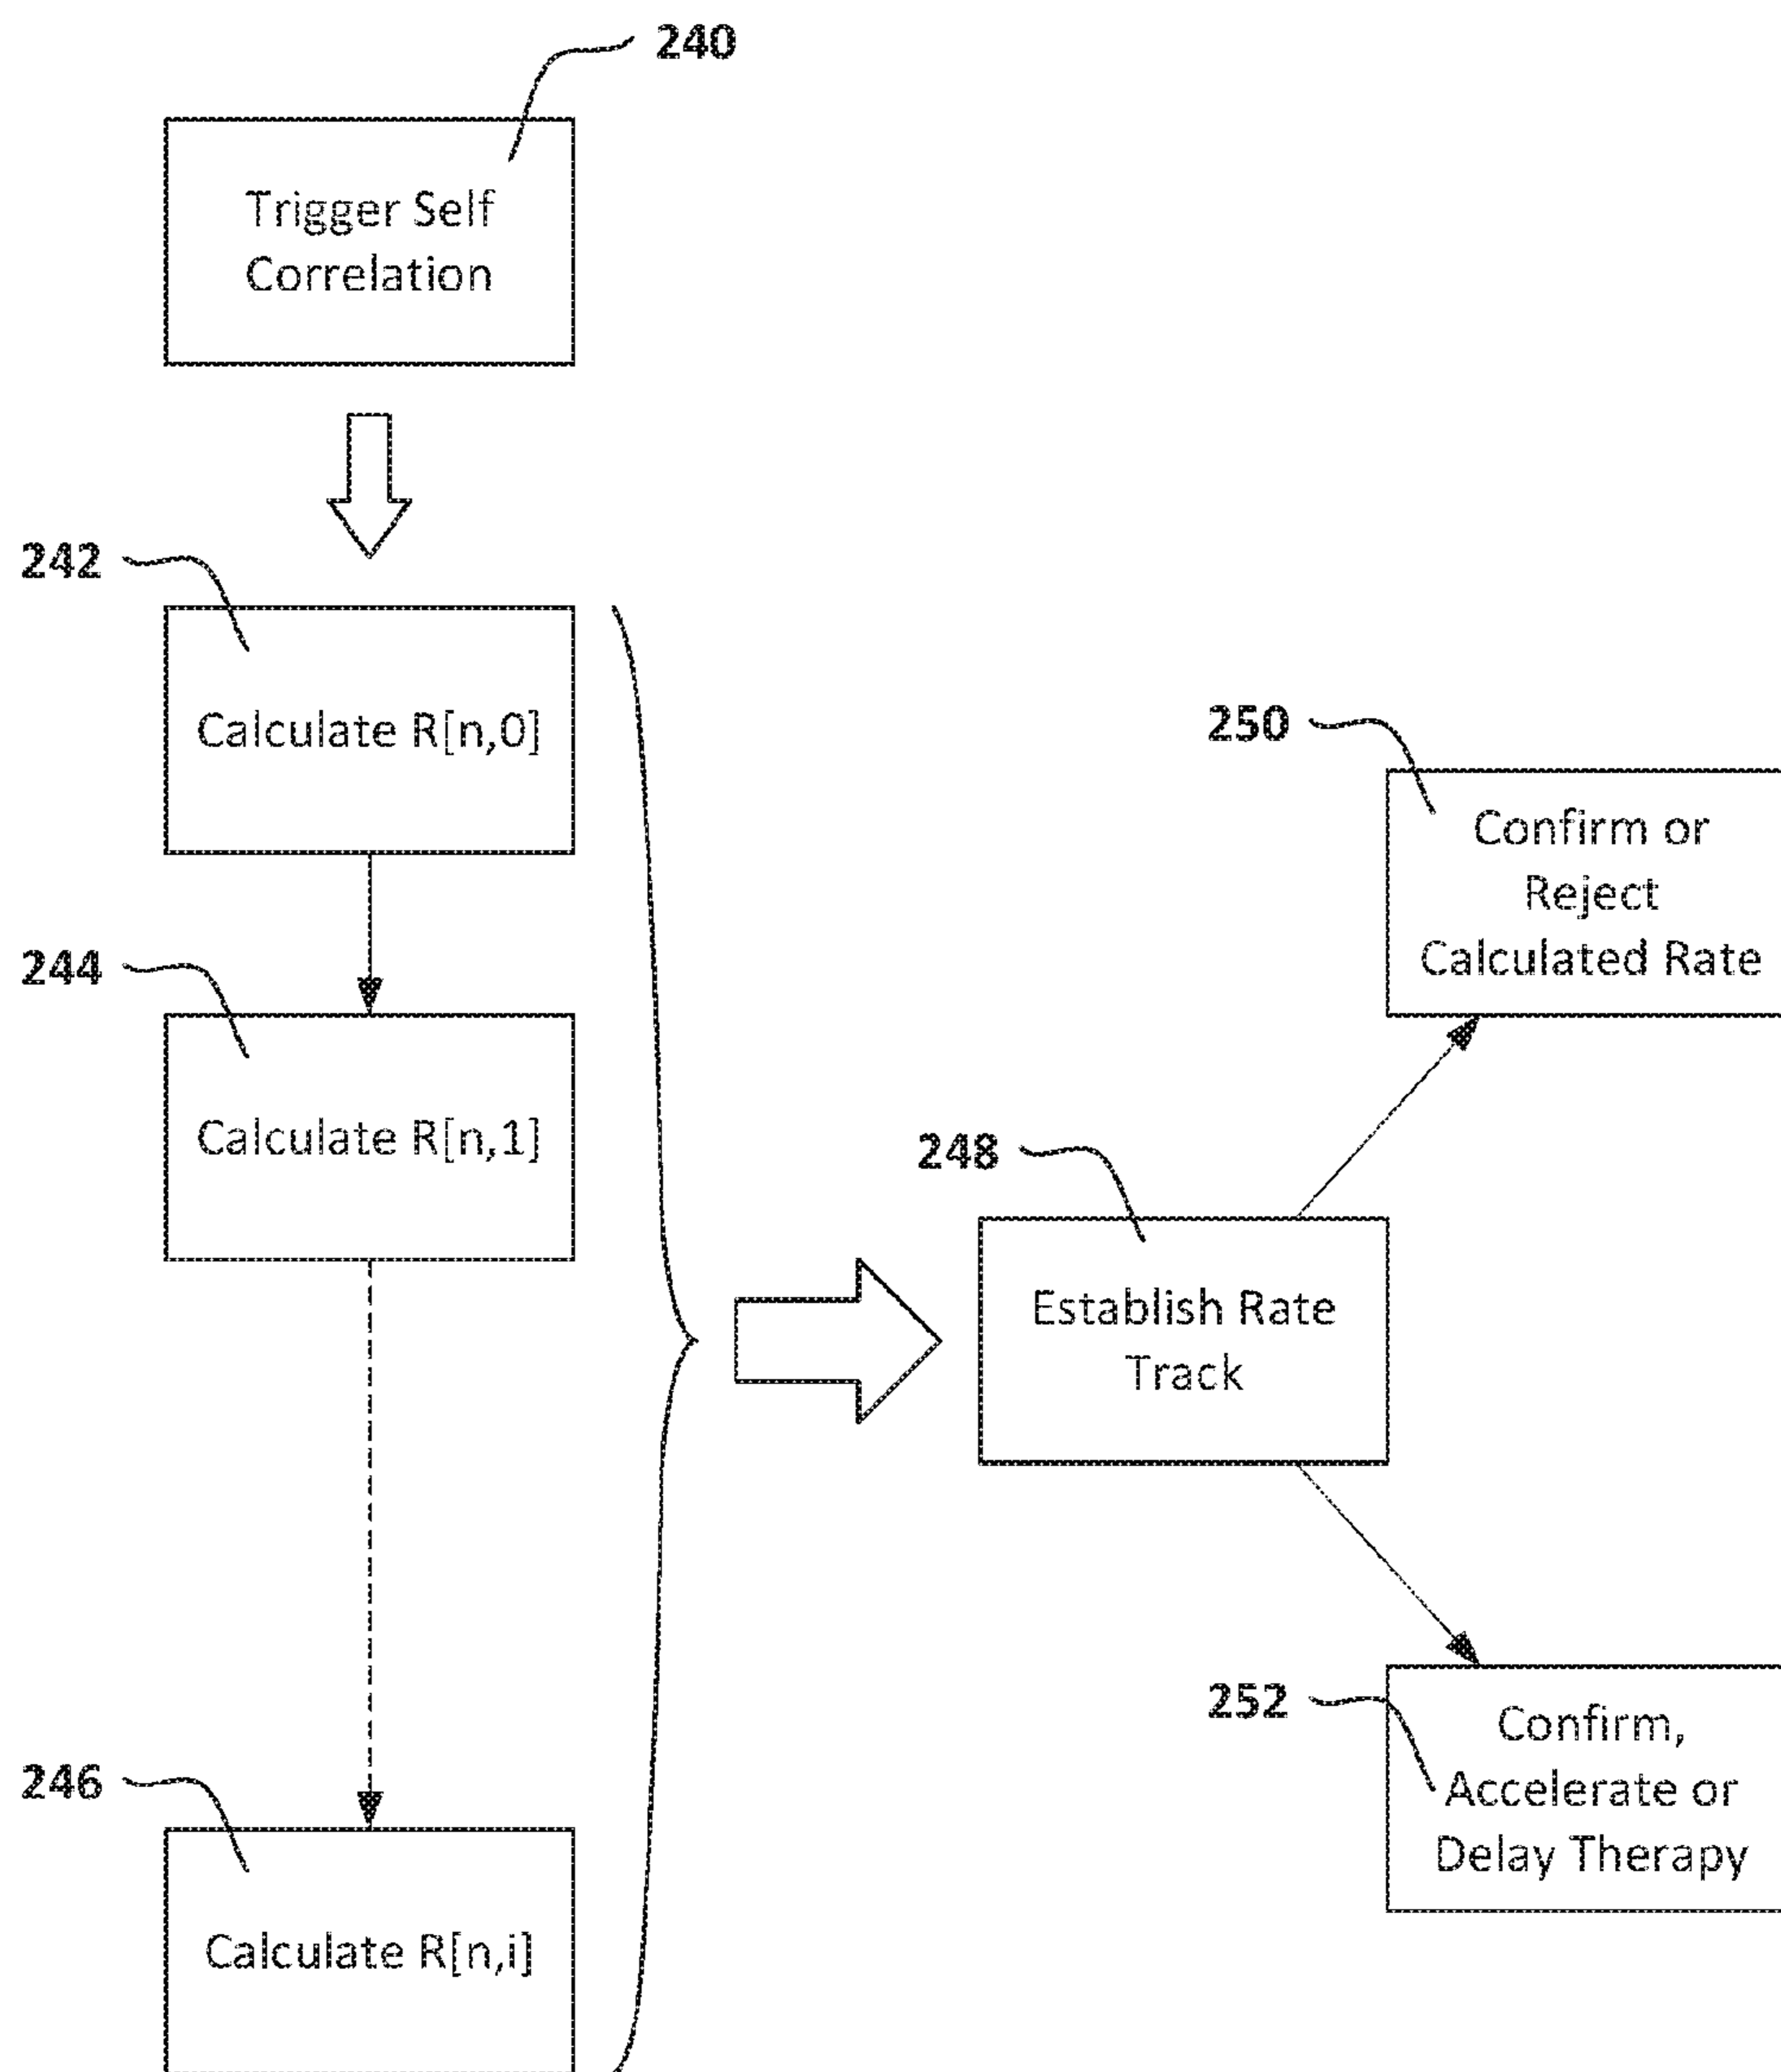 240
Trigger Self
Correlation
242
Calculate R[n,0]
244
Calculate R[n,1]
246
Calculate R[n,i]
248
Establish Rate
Track
250
Confirm or
Reject
Calculated Rate
252
Confirm,
Accelerate or
Delay Therapy